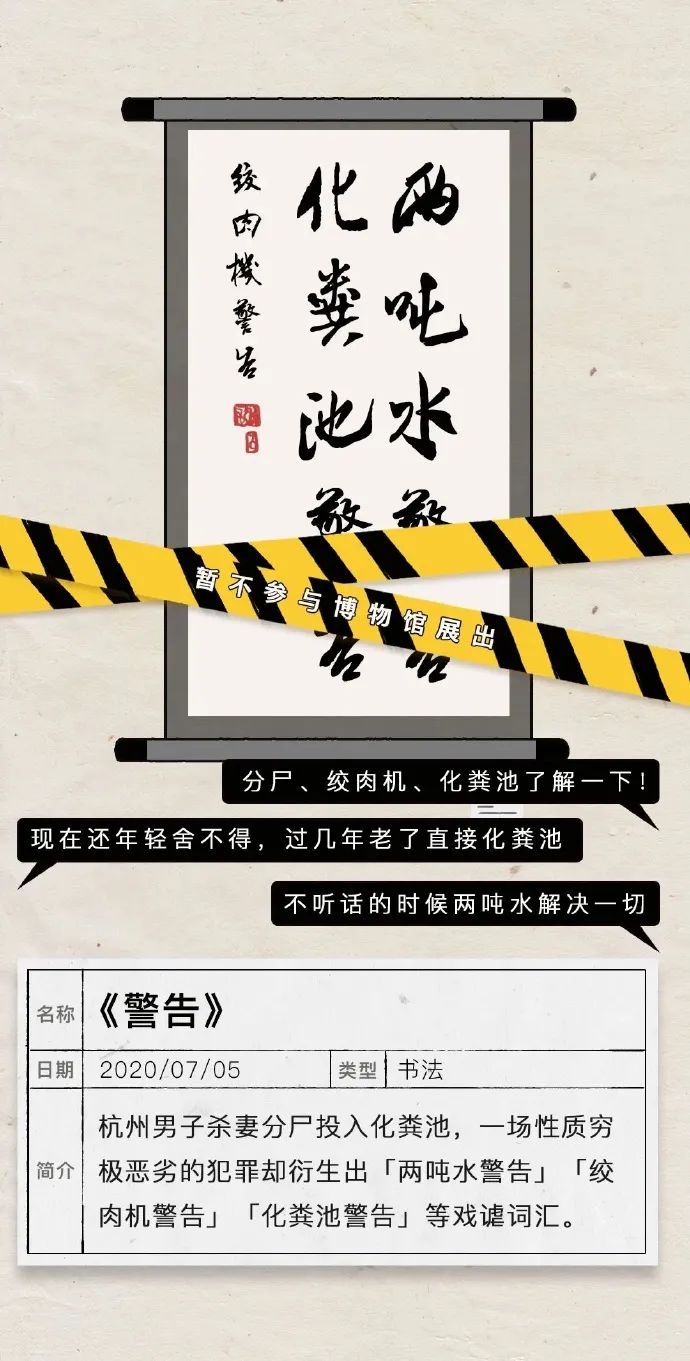 两吨水警告
化粪池警告
绞肉機警告
暂不参与博物馆展出
分尸、绞肉机、化粪池了解一下!
现在还年轻舍不得，过几年老了直接化粪池
不听话的时候两吨水解决一切
名称 《警告》
日期 2020/07/05 类型 书法
简介
杭州男子杀妻分尸投入化粪池，一场性质穷
极恶劣的犯罪却衍生出「两吨水警告」「绞
肉机警告」「化粪池警告」等戏谑词汇。